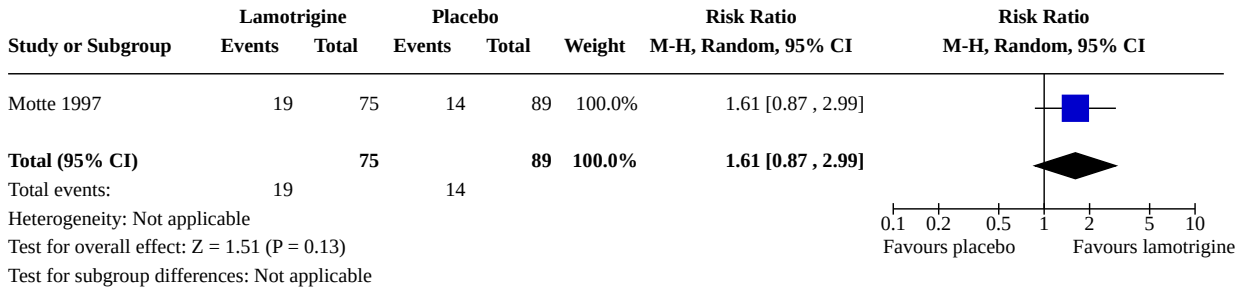 Lamotrigine Placebo Risk Ratio Risk Ratio
Study or Subgroup Events Total Events Total Weight M-H, Random, 95% CI M-H, Random, 95% CI
Motte 1997 19 75 14 89 100.0% 1.61 [0.87 , 2.99]
Total (95% CI) 75 89 100.0% 1.61 [0.87 , 2.99]
Total events: 19 14
Heterogeneity: Not applicable
Test for overall effect: Z = 1.51 (P = 0.13)
Test for subgroup differences: Not applicable
0.1 0.2 0.5 1 2 5 10
Favours placebo Favours lamotrigine